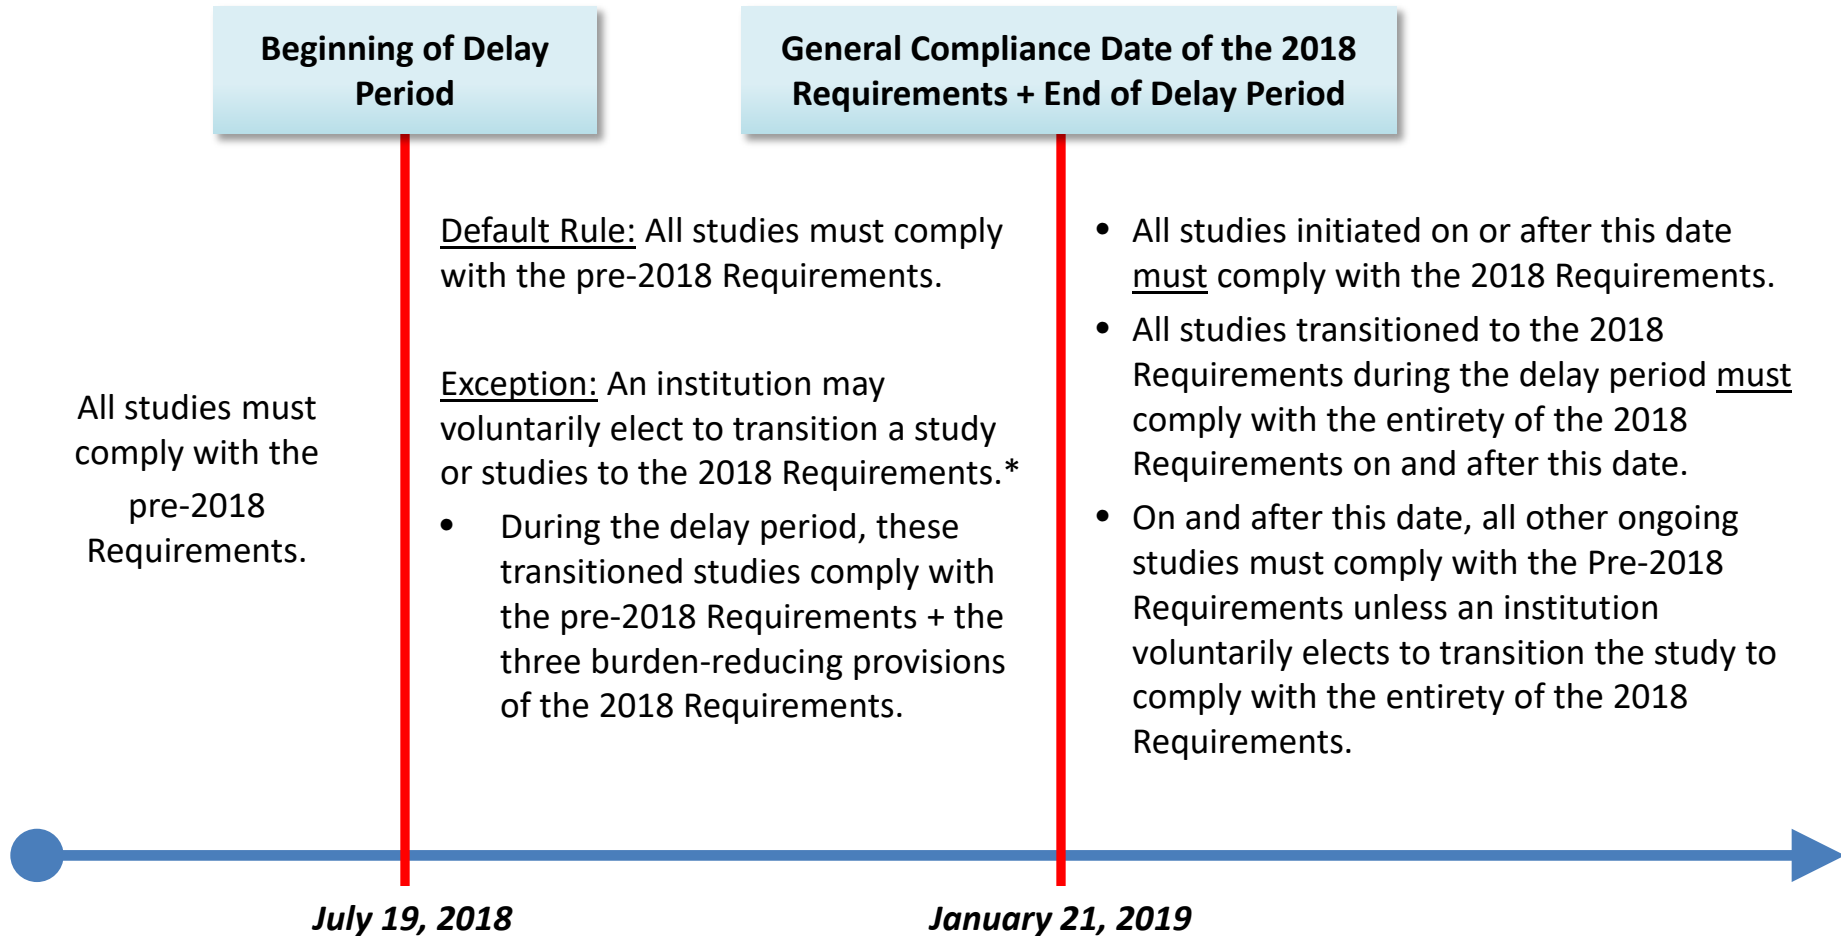 Beginning of Delay
Period
General Compliance Date of the 2018
Requirements + End of Delay Period
All studies must
comply with the
pre-2018
Requirements.
Default Rule: All studies must comply
with the pre-2018 Requirements.
Exception: An institution may
voluntarily elect to transition a study
or studies to the 2018 Requirements.*
• During the delay period, these
transitioned studies comply with
the pre-2018 Requirements + the
three burden-reducing provisions
of the 2018 Requirements.
• All studies initiated on or after this date
must comply with the 2018 Requirements.
• All studies transitioned to the 2018
Requirements during the delay period must
comply with the entirety of the 2018
Requirements on and after this date.
• On and after this date, all other ongoing
studies must comply with the Pre-2018
Requirements unless an institution
voluntarily elects to transition the study to
comply with the entirety of the 2018
Requirements.
July 19, 2018
January 21, 2019